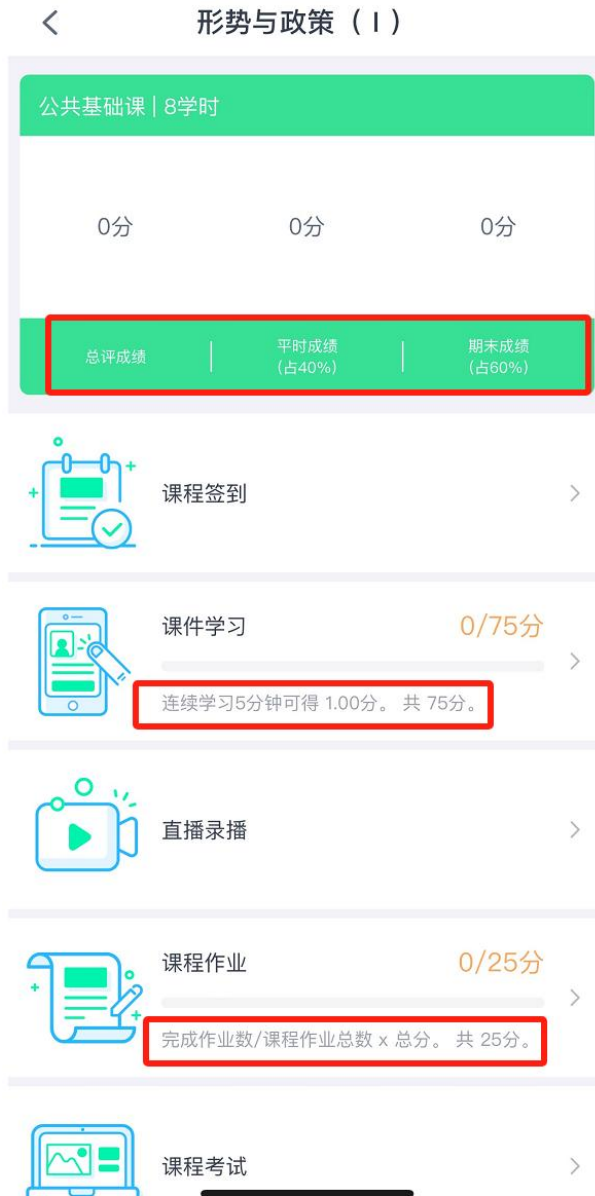 形势与政策（I）
公共基础课 | 8学时
0分 0分 0分
总评成绩 平时成绩 期末成绩
(占40%) (占60%)
课程签到
课件学习 0/75分
连续学习5分钟可得 1.00分。 共 75分。
直播录播
课程作业 0/25分
完成作业数/课程作业总数 x 总分。 共 25分。
课程考试